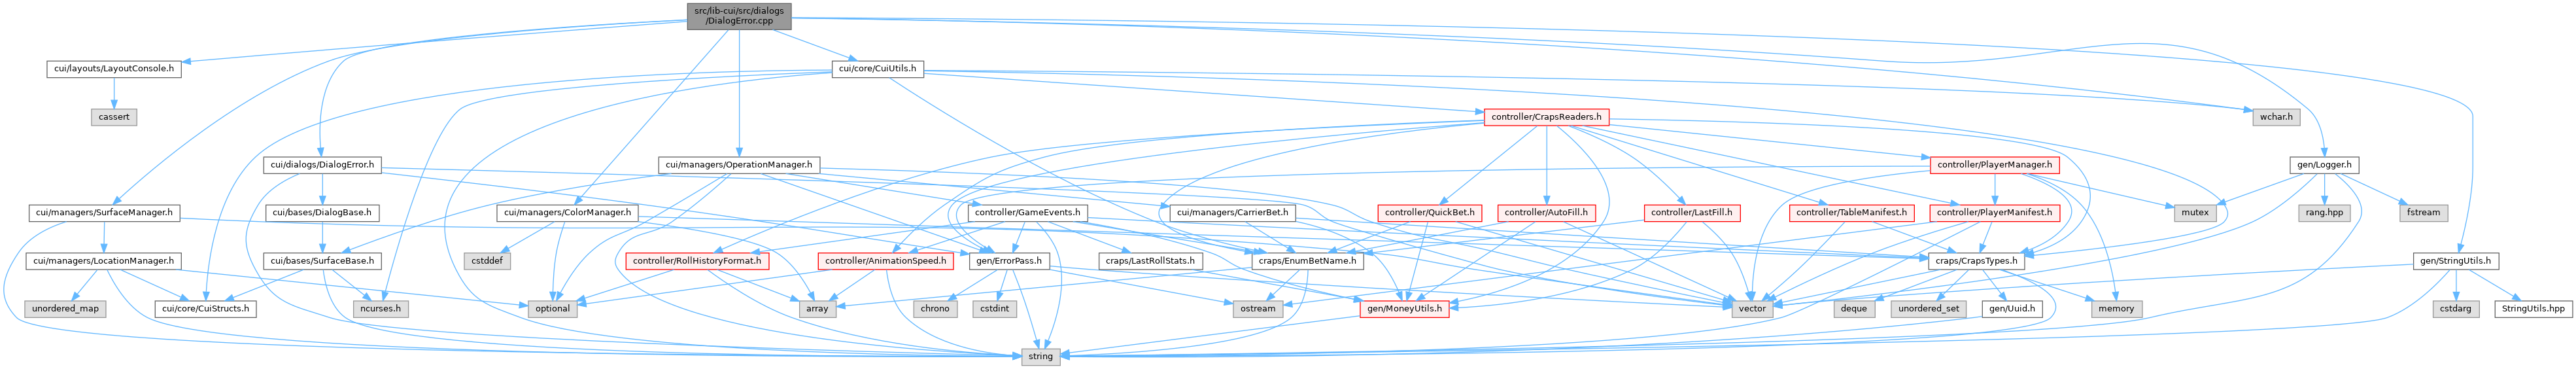 src/lib-cui/src/dialogs
/DialogError.cpp
cui/layouts/LayoutConsole.h
cui/core/CuiUtils.h
cassert
controller/CrapsReaders.h
wchar.h
cui/dialogs/DialogError.h
cui/managers/OperationManager.h
controller/PlayerManager.h
gen/Logger.h
cui/managers/SurfaceManager.h
cui/bases/DialogBase.h
cui/managers/ColorManager.h
controller/GameEvents.h
cui/managers/CarrierBet.h
controller/QuickBet.h
controller/AutoFill.h
controller/LastFill.h
controller/TableManifest.h
controller/PlayerManifest.h
mutex
rang.hpp
fstream
cui/managers/LocationManager.h
cui/bases/SurfaceBase.h
cstddef
controller/RollHistoryFormat.h
controller/AnimationSpeed.h
gen/ErrorPass.h
craps/LastRollStats.h
craps/EnumBetName.h
craps/CrapsTypes.h
gen/StringUtils.h
unordered_map
cui/core/CuiStructs.h
ncurses.h
optional
array
chrono
cstdint
ostream
gen/MoneyUtils.h
vector
deque
unordered_set
gen/Uuid.h
memory
cstdarg
StringUtils.hpp
string